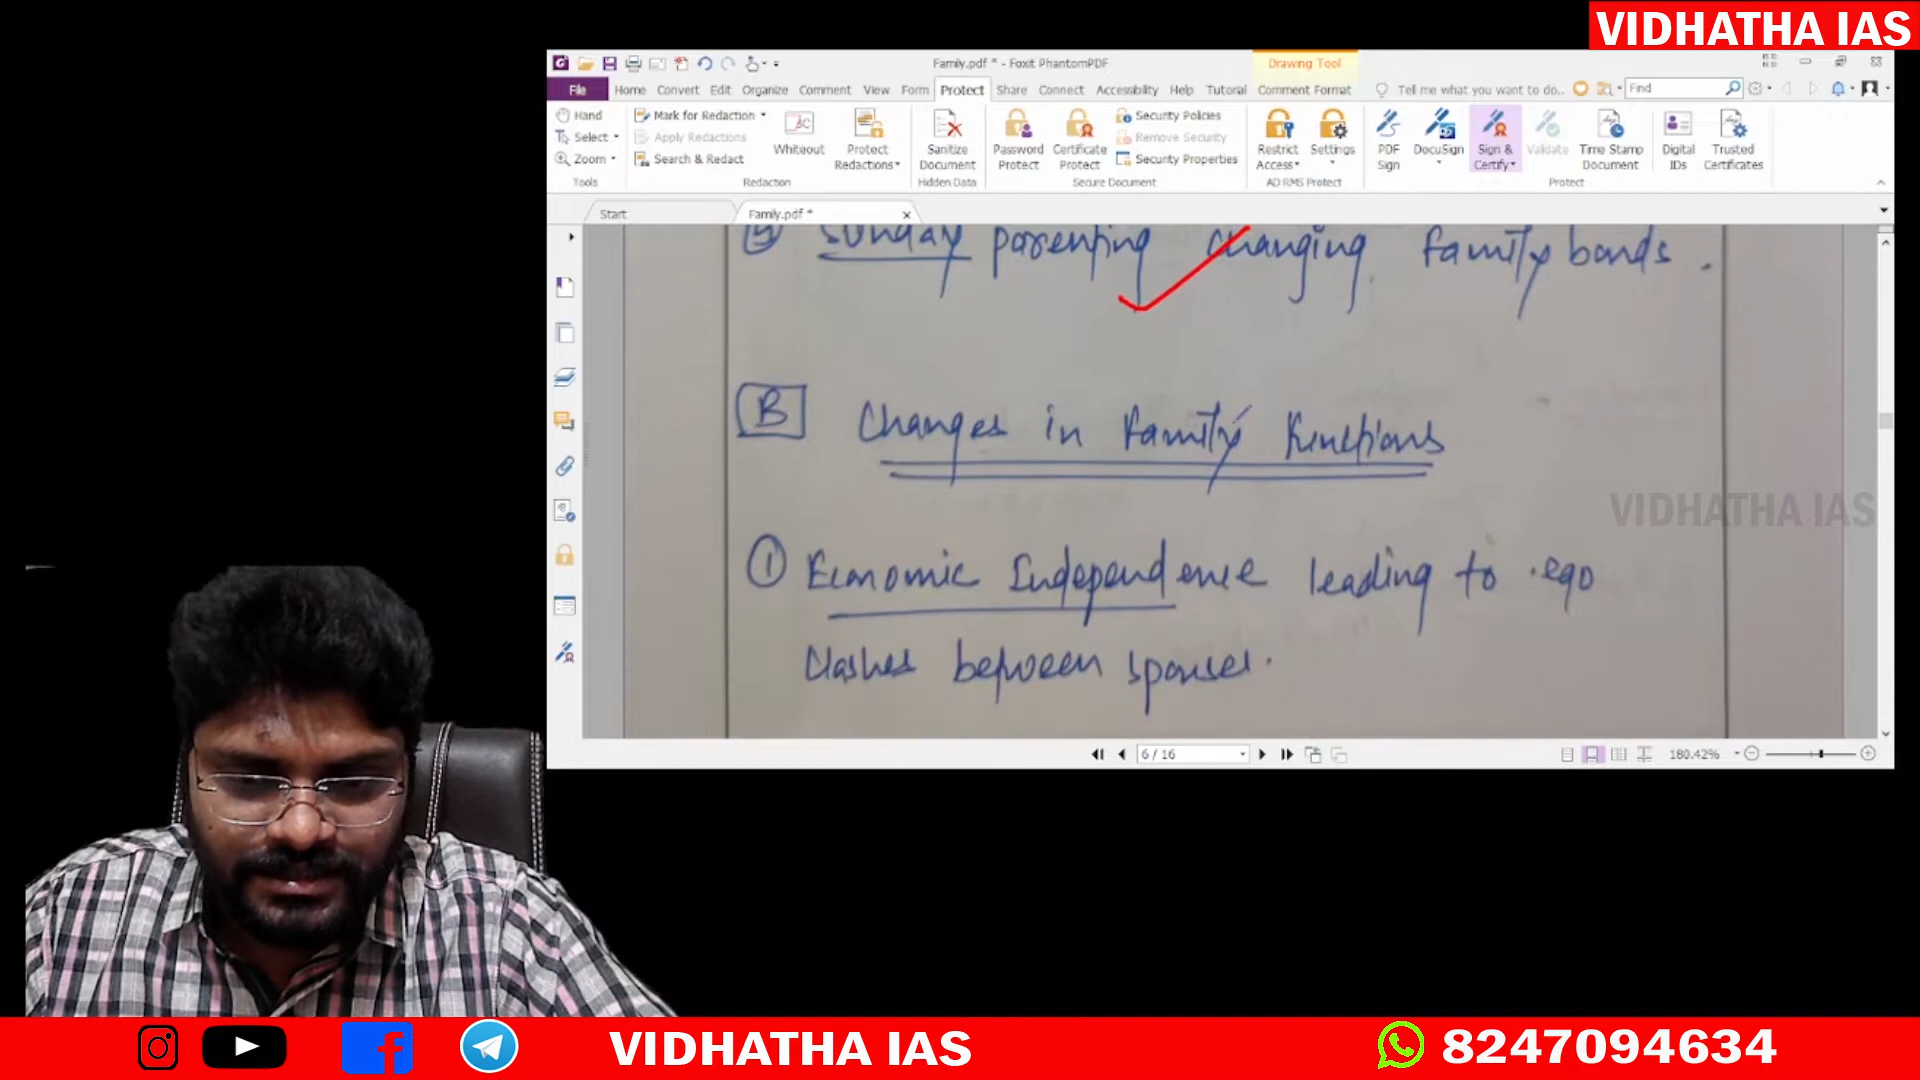 VIDHATHA IAS
Family.pdf * - Foxit PhantomPDF
Drawing Tool
File Home Convert Edit Organize Comment View Form Protect Share Connect Accessibility Help Tutorial Comment Format Tell me what you want to do.. Find
Hand
Select
Zoom
Tools
Mark for Redaction
Apply Redactions
Search & Redact
Whiteout
Protect
Redactions
Redaction
Sanitize
Document
Hidden Data
Password
Protect
Certificate
Protect
Security Policies
Remove Security
Security Properties
Secure Document
Restrict
Access
Settings
AD RMS Protect
PDF
Sign
DocuSign
Sign &
Certify
Validate
Time Stamp
Document
Digital
IDs
Trusted
Certificates
Protect
Start
Family.pdf *
⑤ Sunday parenting changing family bonds.
B Changes in Family Functions
VIDHATHA IAS
① Economic Independence leading to ego
clashes between spouses.
6 / 16
180.42%
VIDHATHA IAS
8247094634